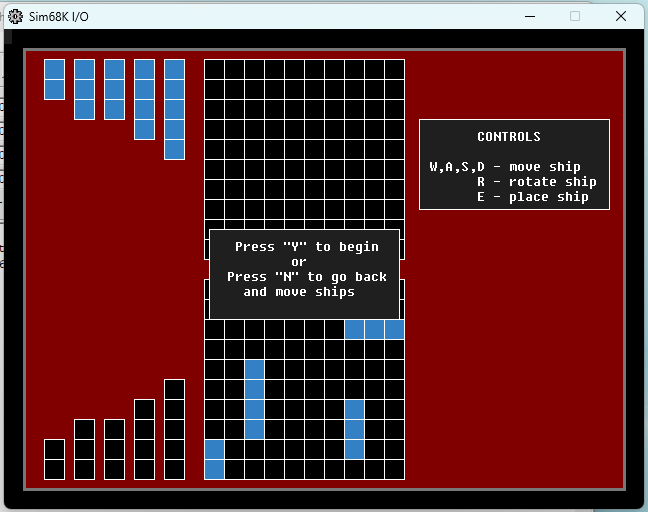 Sim68K I/O
CONTROLS
W,A,S,D - move ship
R - rotate ship
E - place ship
Press "Y" to begin
or
Press "N" to go back
and move ships